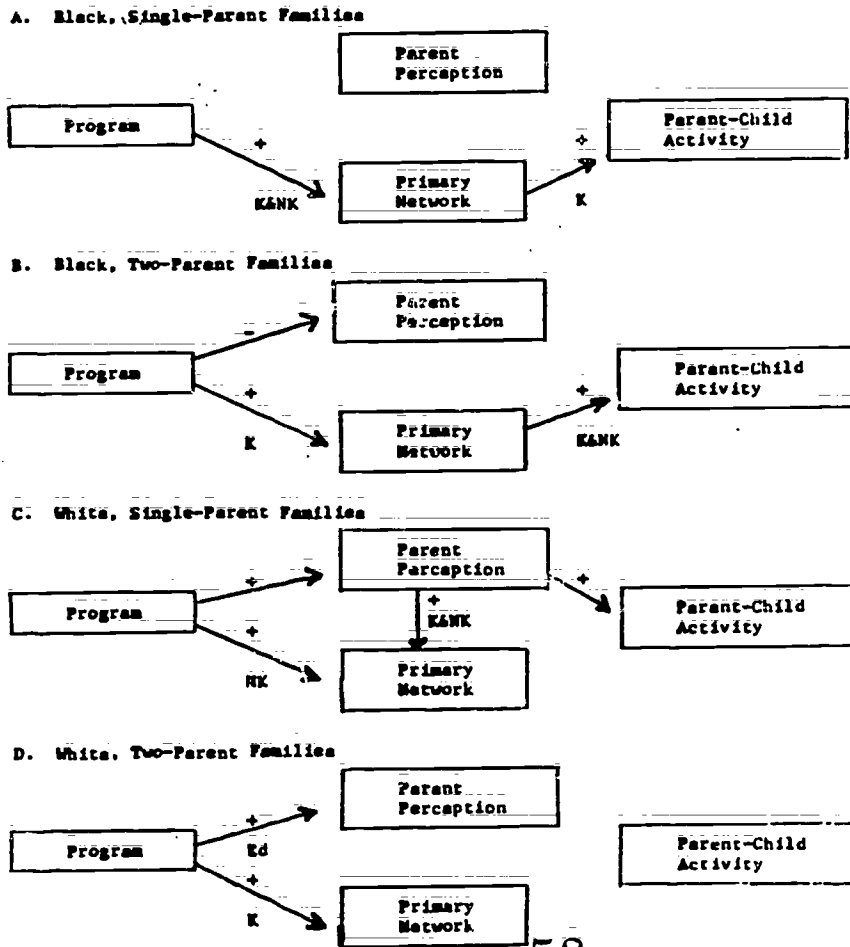 A. Black, Single-Parent Families
Parent
Perception
Program
Parent-Child
Activity
+
+
K&NK
Primary
Network
K
B. Black, Two-Parent Families
Parent
Perception
-
Program
Parent-Child
Activity
+
+
K
Primary
Network
K&NK
C. White, Single-Parent Families
Parent
Perception
+
+
Program
+
K&NK
Parent-Child
Activity
+
NK
Primary
Network
D. White, Two-Parent Families
Parent
Perception
+
Program
Ed
Parent-Child
Activity
+
K
Primary
Network